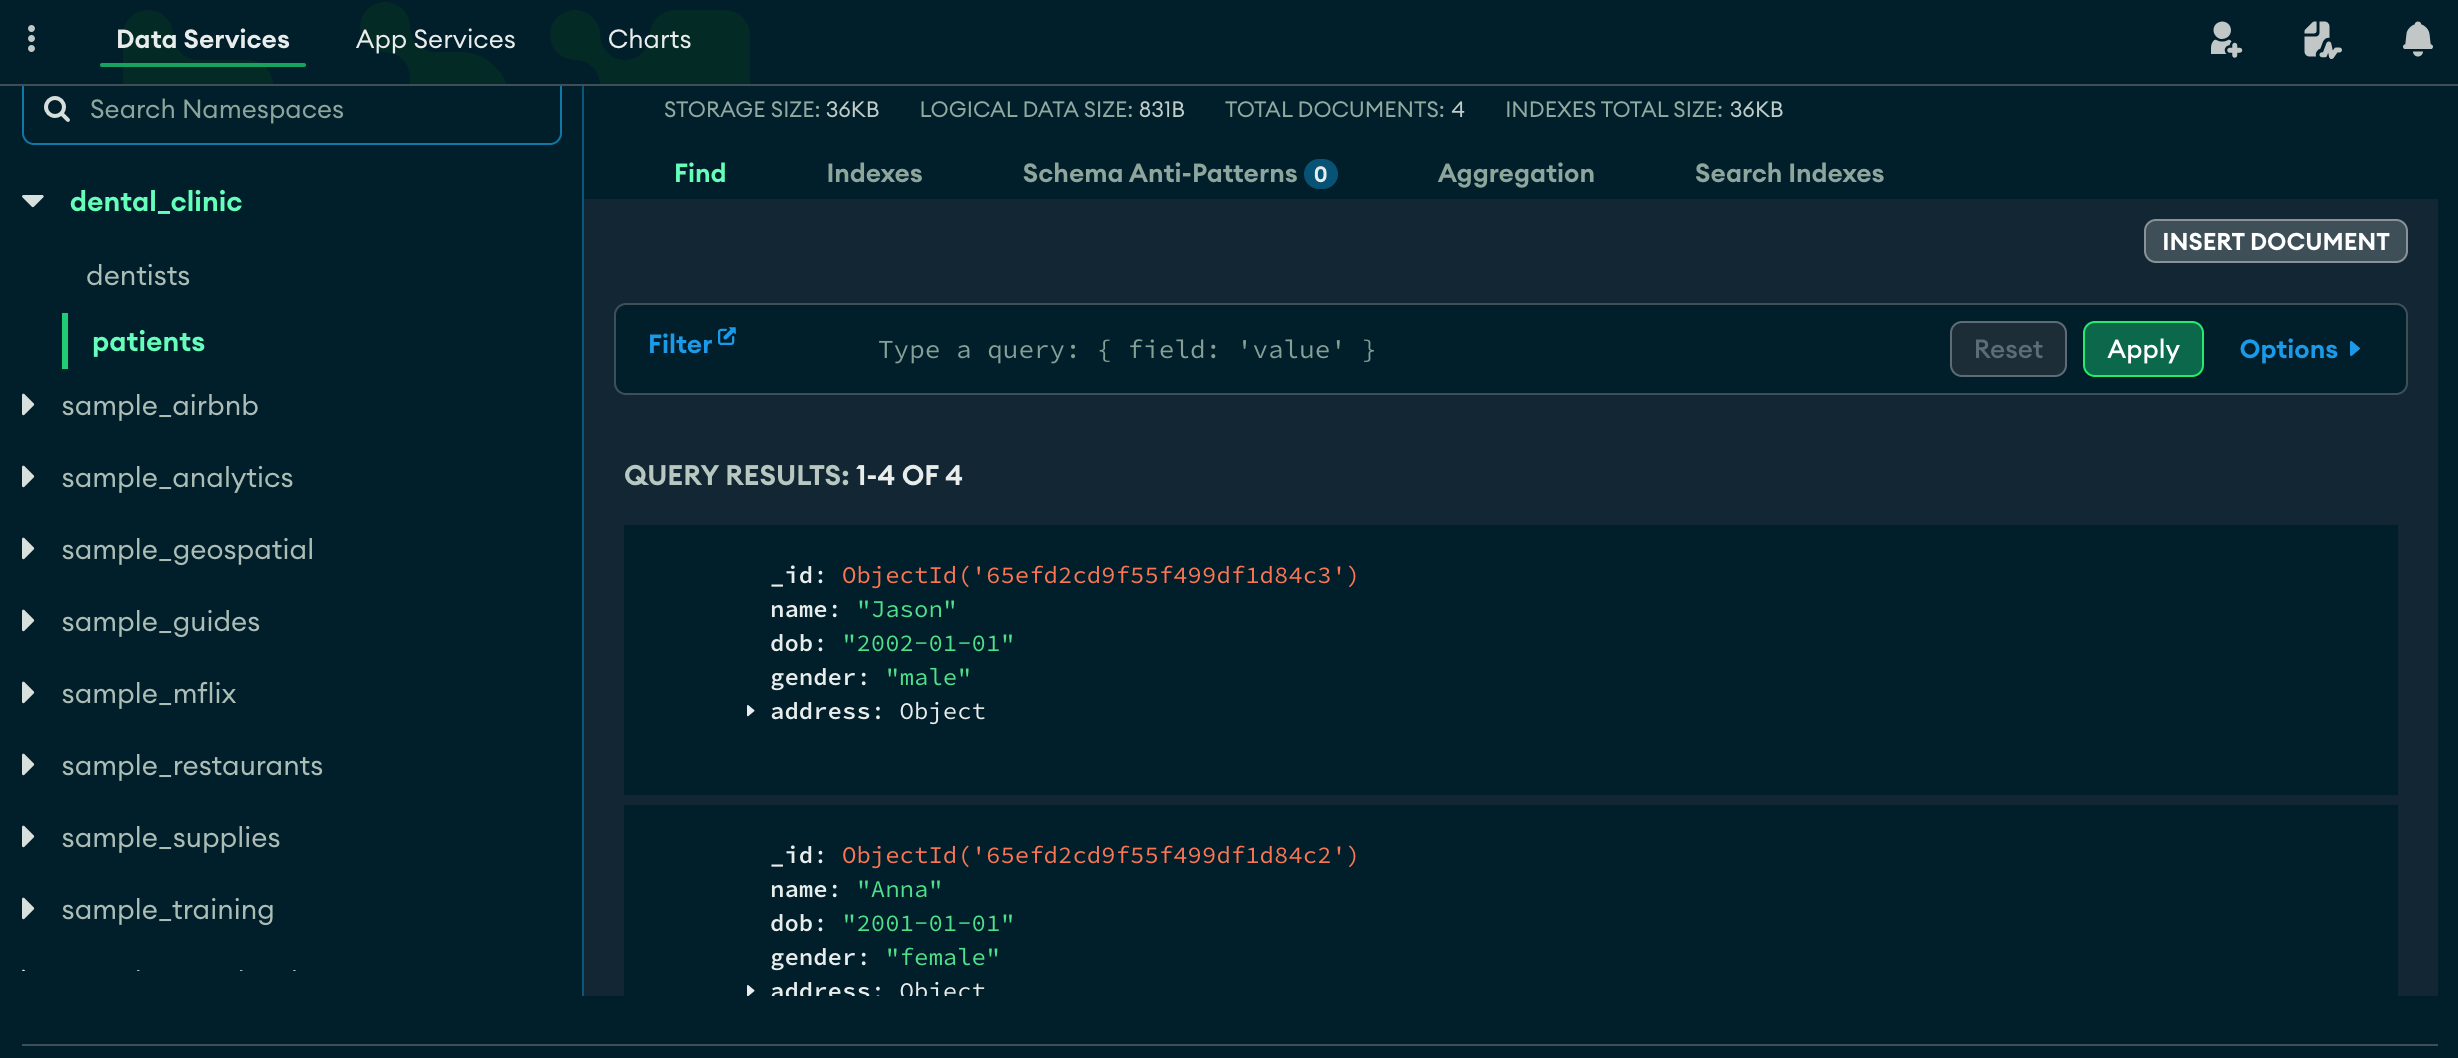 Data Services App Services Charts
Search Namespaces
dental_clinic
dentists
patients
sample_airbnb
sample_analytics
sample_geospatial
sample_guides
sample_mflix
sample_restaurants
sample_supplies
sample_training
STORAGE SIZE: 36KB LOGICAL DATA SIZE: 831B TOTAL DOCUMENTS: 4 INDEXES TOTAL SIZE: 36KB
Find Indexes Schema Anti-Patterns 0 Aggregation Search Indexes
INSERT DOCUMENT
Filter Type a query: { field: 'value' } Reset Apply Options
QUERY RESULTS: 1-4 OF 4
_id: ObjectId('65efd2cd9f55f499df1d84c3')
name: "Jason"
dob: "2002-01-01"
gender: "male"
address: Object
_id: ObjectId('65efd2cd9f55f499df1d84c2')
name: "Anna"
dob: "2001-01-01"
gender: "female"
address: Object